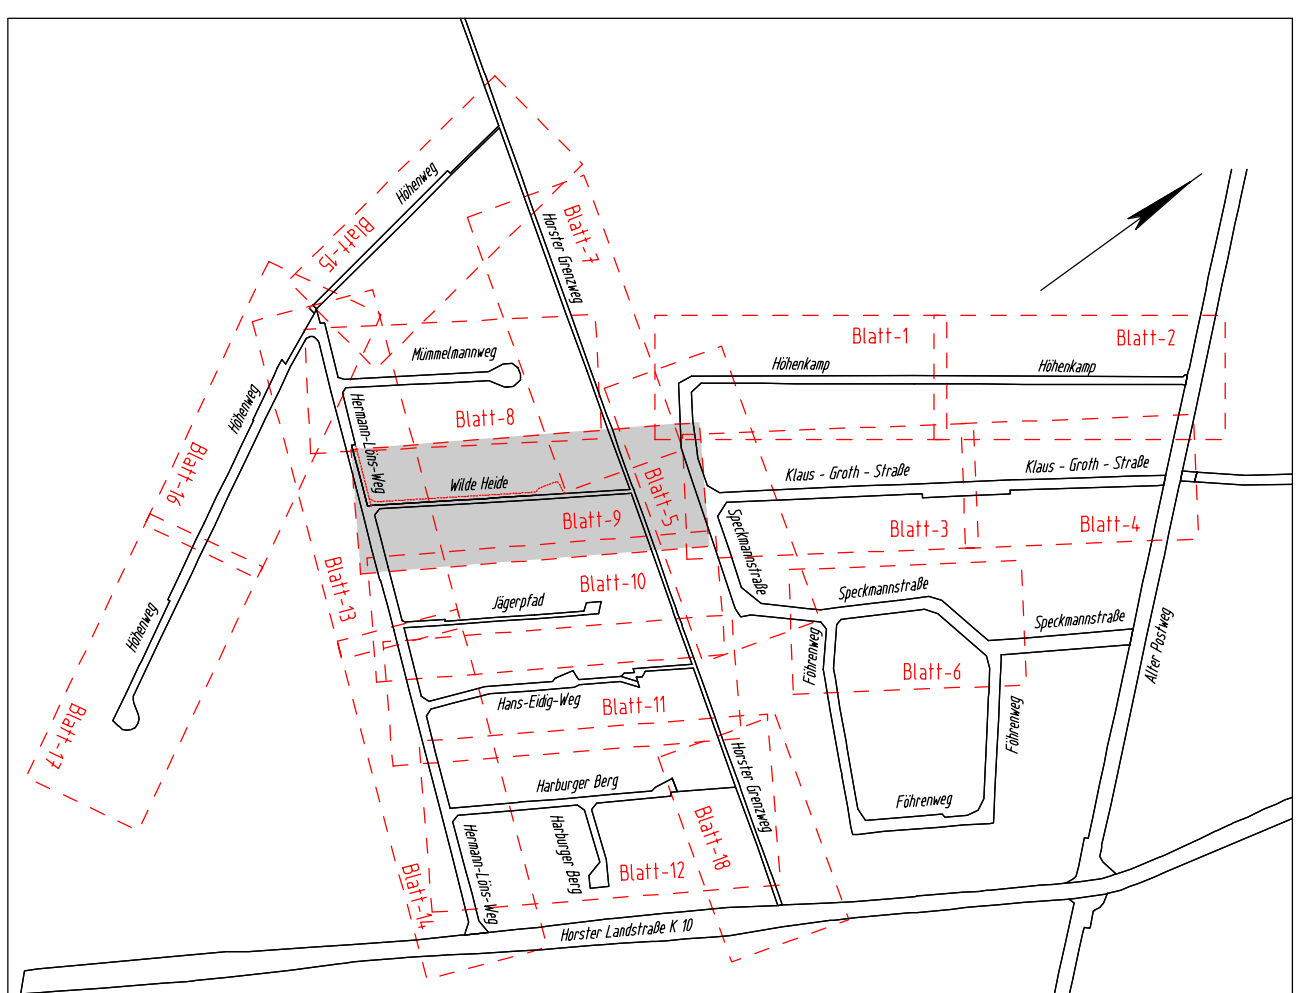 Höhenweg
Blatt-15
Blatt-7
Horster Grenzweg
Blatt-1
Blatt-2
Mümmelmannweg
Höhenkamp
Höhenkamp
Höhenweg
Hermann-Löns-Weg
Blatt-8
Blatt-16
Wilde Heide
Blatt-5
Klaus - Groth - Straße
Klaus - Groth - Straße
Blatt-9
Speckmannstraße
Blatt-3
Blatt-4
Blatt-13
Blatt-10
Jägerpfad
Speckmannstraße
Speckmannstraße
Höhenweg
Föhrenweg
Alter Postweg
Blatt-6
Hans-Eidig-Weg
Blatt-11
Föhrenweg
Blatt-17
Horster Grenzweg
Harburger Berg
Föhrenweg
Blatt-18
Hermann-Löns-Weg
Harburger Berg
Blatt-12
Blatt-14
Horster Landstraße K 10